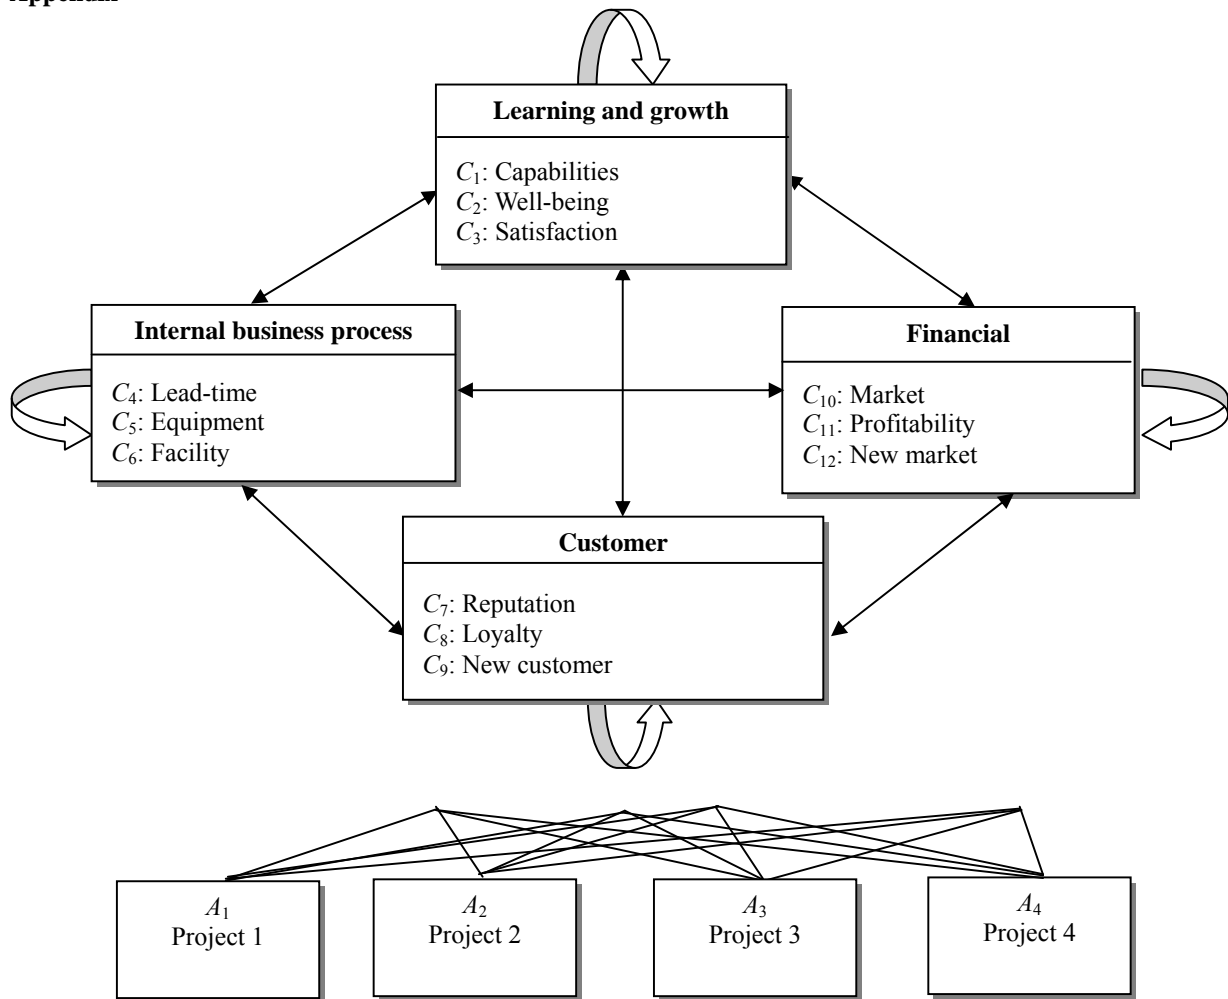 Learning and growth
C₁: Capabilities
C₂: Well-being
C₃: Satisfaction
Internal business process
C₄: Lead-time
C₅: Equipment
C₆: Facility
Financial
C₁₀: Market
C₁₁: Profitability
C₁₂: New market
Customer
C₇: Reputation
C₈: Loyalty
C₉: New customer
A₁
Project 1
A₂
Project 2
A₃
Project 3
A₄
Project 4